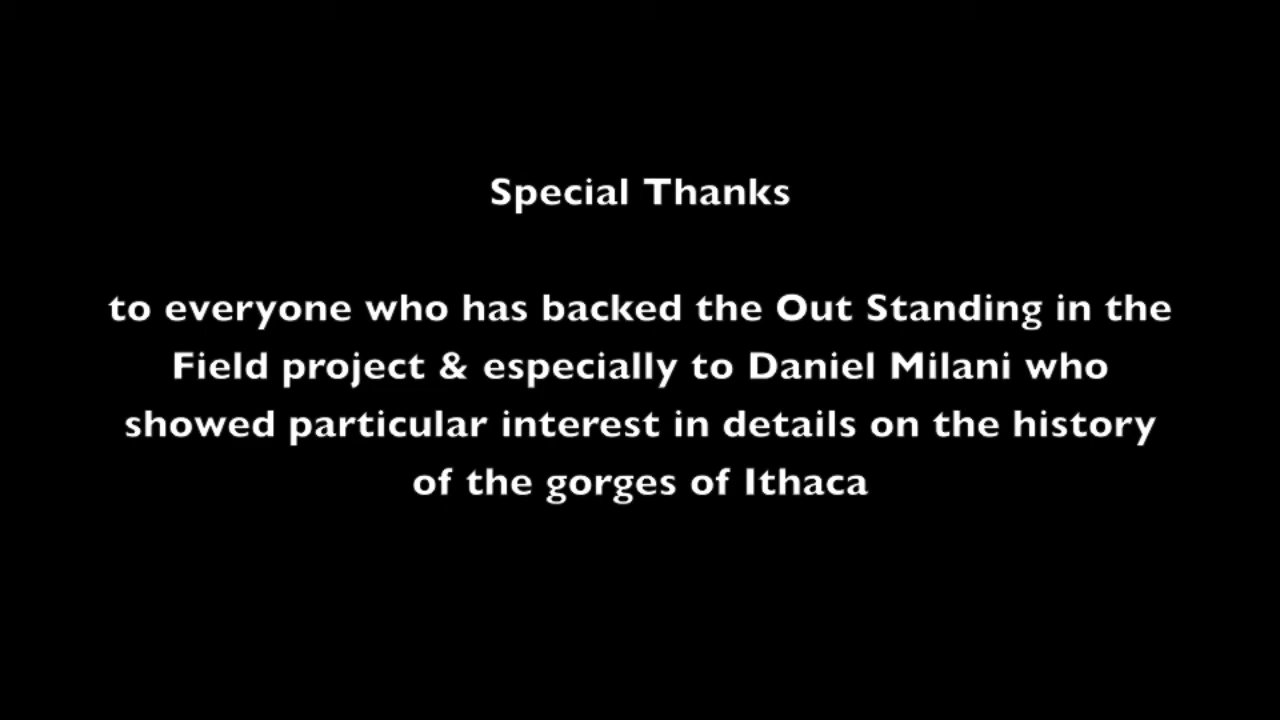 Special Thanks
to everyone who has backed the Out Standing in the
Field project & especially to Daniel Milani who
showed particular interest in details on the history
of the gorges of Ithaca